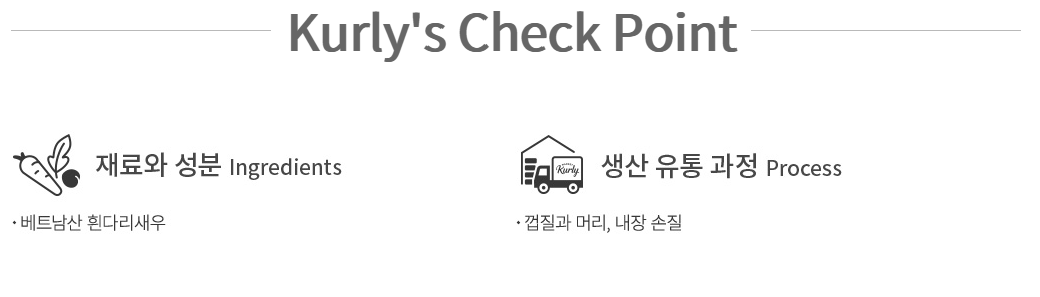 Kurly's Check Point
재료와 성분 Ingredients
· 베트남산 흰다리새우
Kurly
생산 유통 과정 Process
· 껍질과 머리, 내장 손질